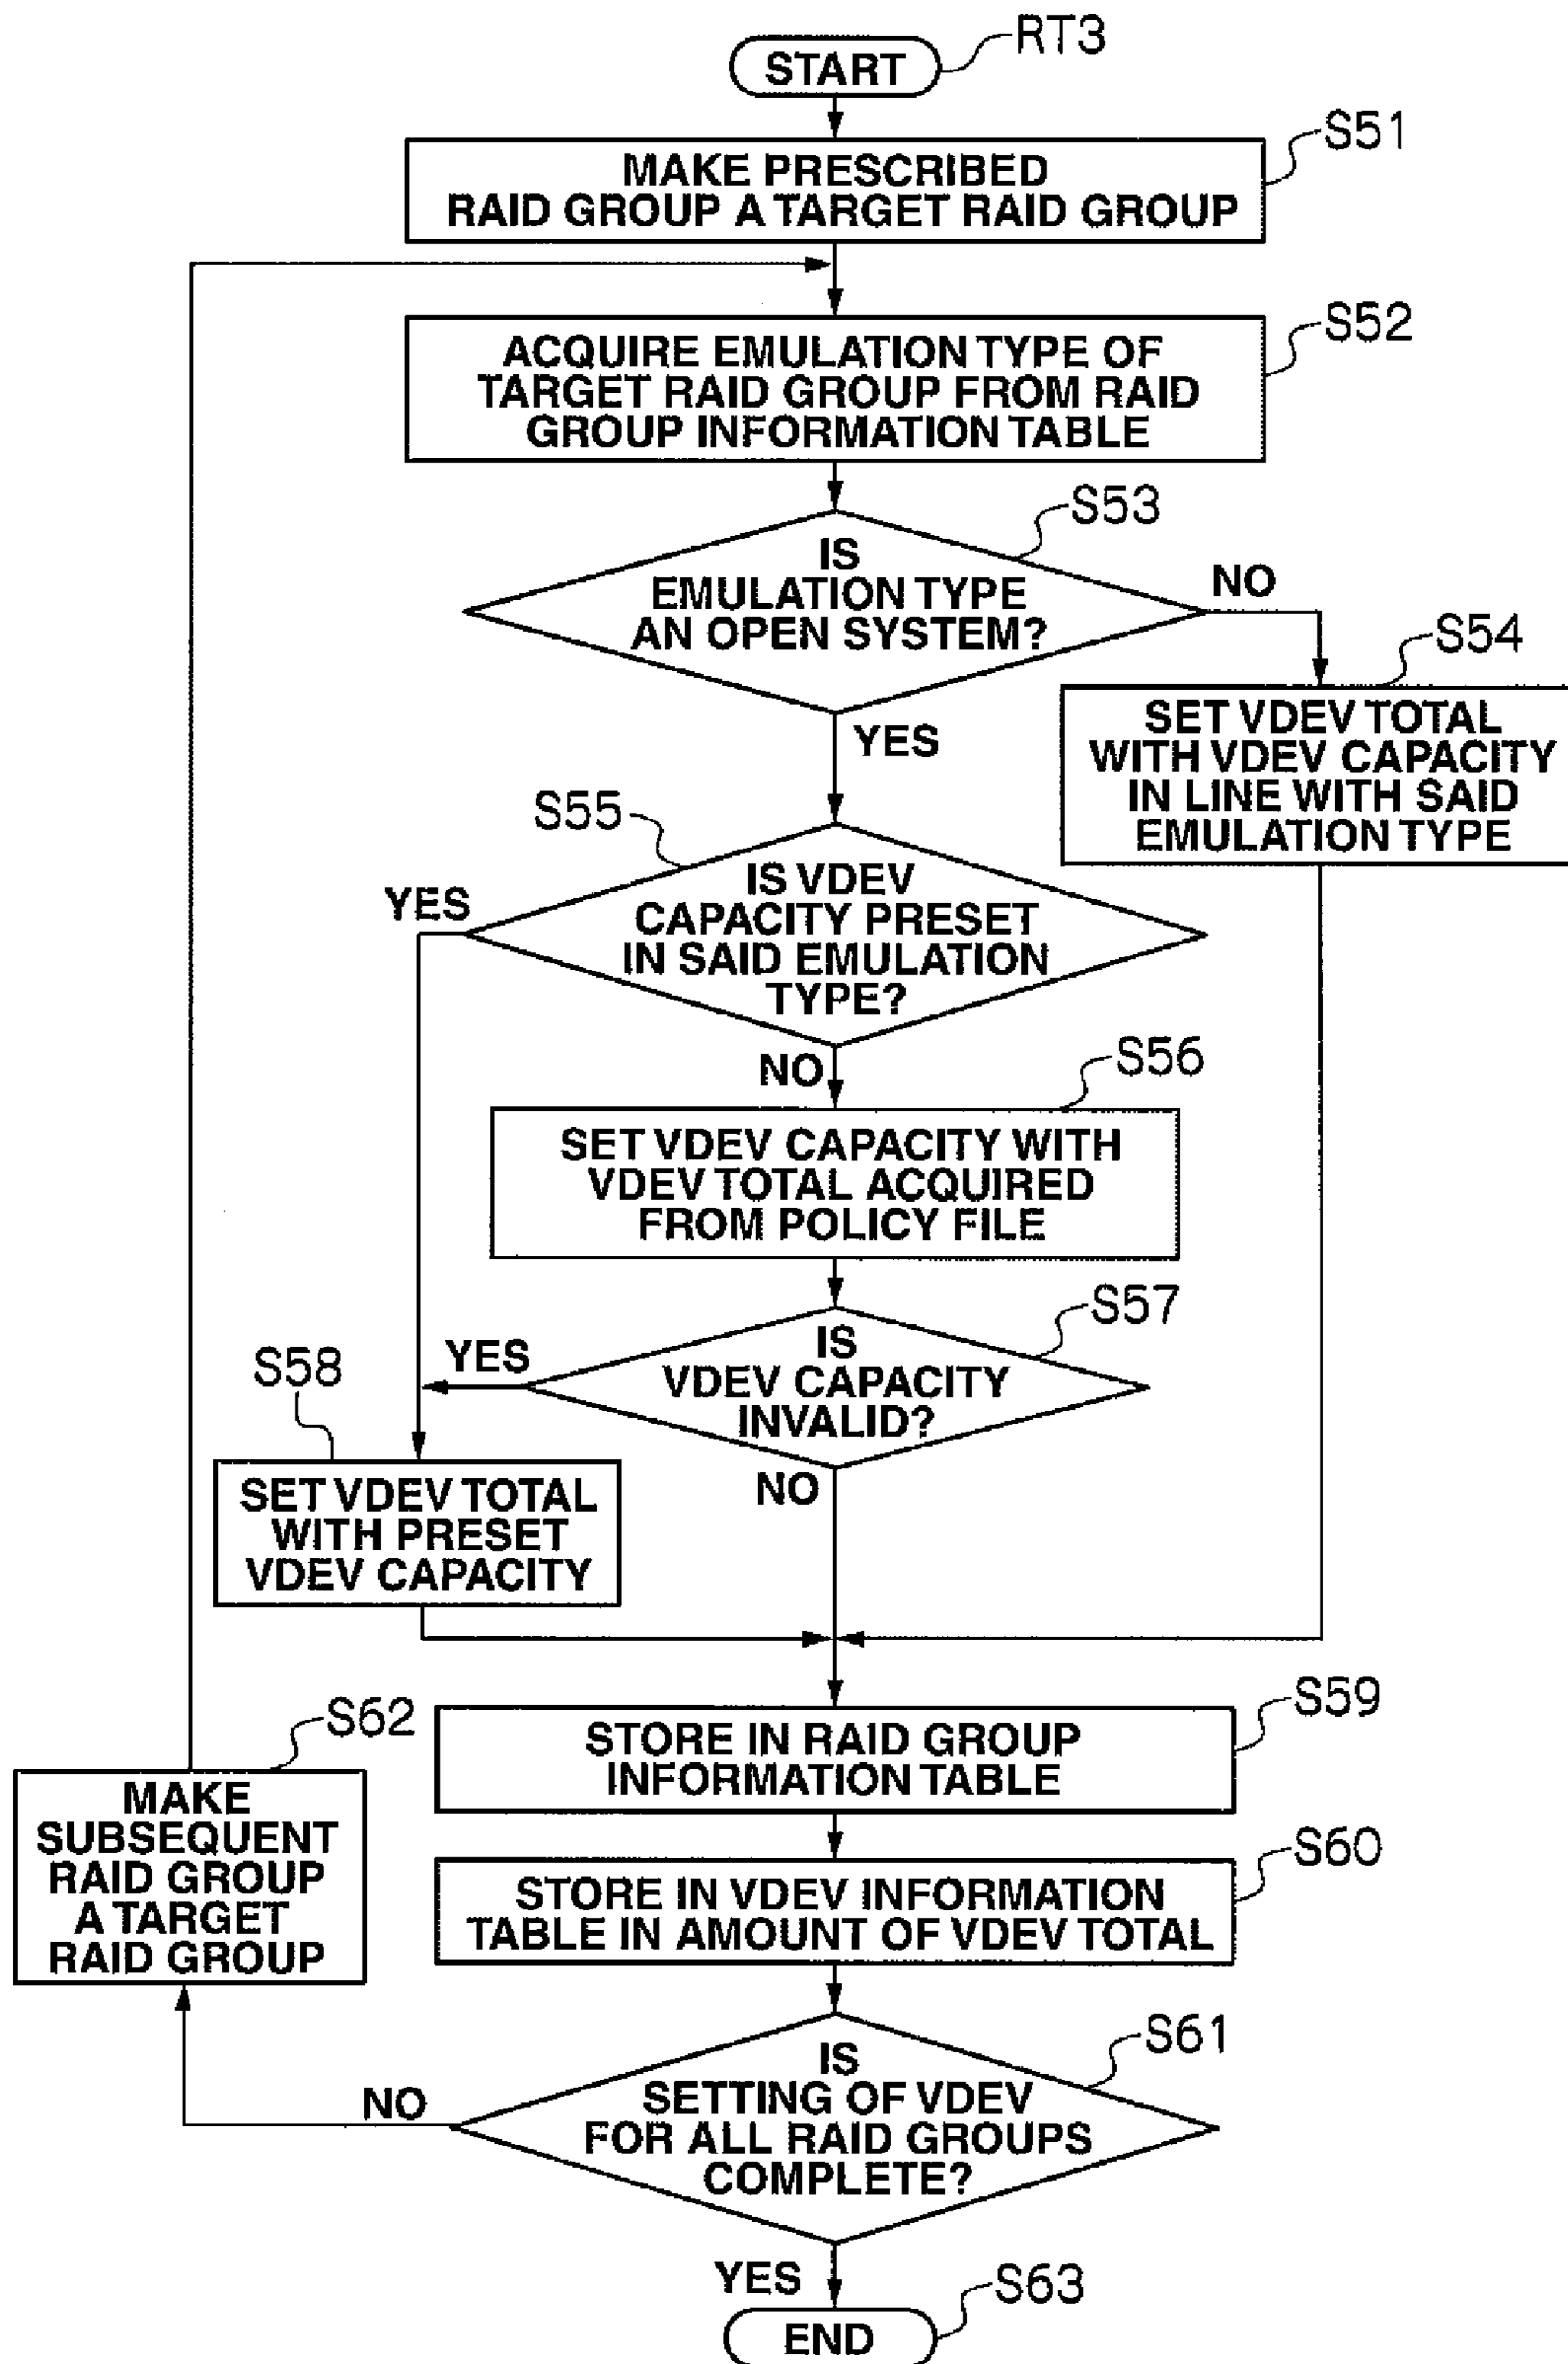 START
RT3
S51
MAKE PRESCRIBED
RAID GROUP A TARGET RAID GROUP
S52
ACQUIRE EMULATION TYPE OF
TARGET RAID GROUP FROM RAID
GROUP INFORMATION TABLE
S53
IS
EMULATION TYPE
AN OPEN SYSTEM?
NO
YES
S54
SET VDEV TOTAL
WITH VDEV CAPACITY
IN LINE WITH SAID
EMULATION TYPE
S55
IS VDEV
CAPACITY PRESET
IN SAID EMULATION
TYPE?
YES
NO
S56
SET VDEV CAPACITY WITH
VDEV TOTAL ACQUIRED
FROM POLICY FILE
S57
IS
VDEV CAPACITY
INVALID?
YES
NO
S58
SET VDEV TOTAL
WITH PRESET
VDEV CAPACITY
S59
STORE IN RAID GROUP
INFORMATION TABLE
S60
STORE IN VDEV INFORMATION
TABLE IN AMOUNT OF VDEV TOTAL
S61
IS
SETTING OF VDEV
FOR ALL RAID GROUPS
COMPLETE?
NO
S62
MAKE
SUBSEQUENT
RAID GROUP
A TARGET
RAID GROUP
YES
S63
END